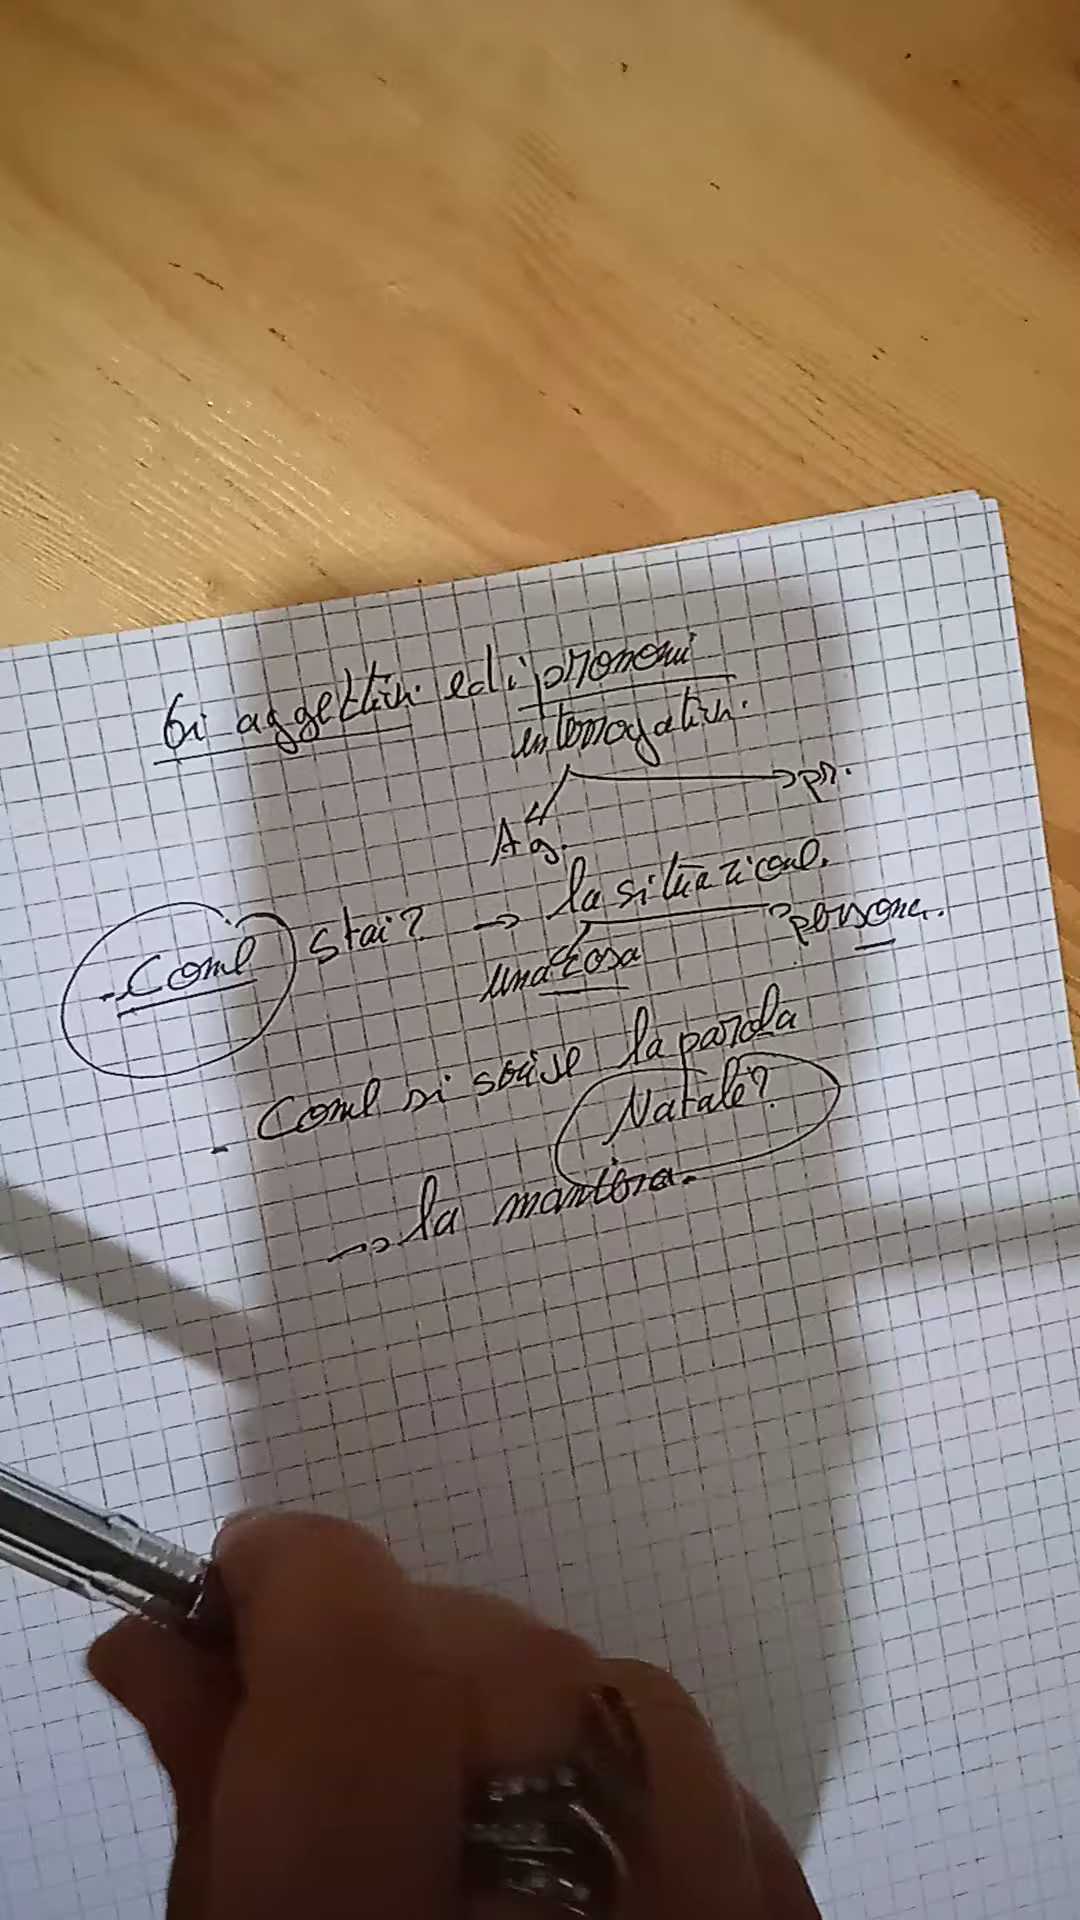 Gli aggettivi ed i pronomi
interrogativi.
Ag. → pr.
- Come stai? → la situazione.
una cosa → persona.
- Come si scrive la parola
Natale?
→ la maniera.